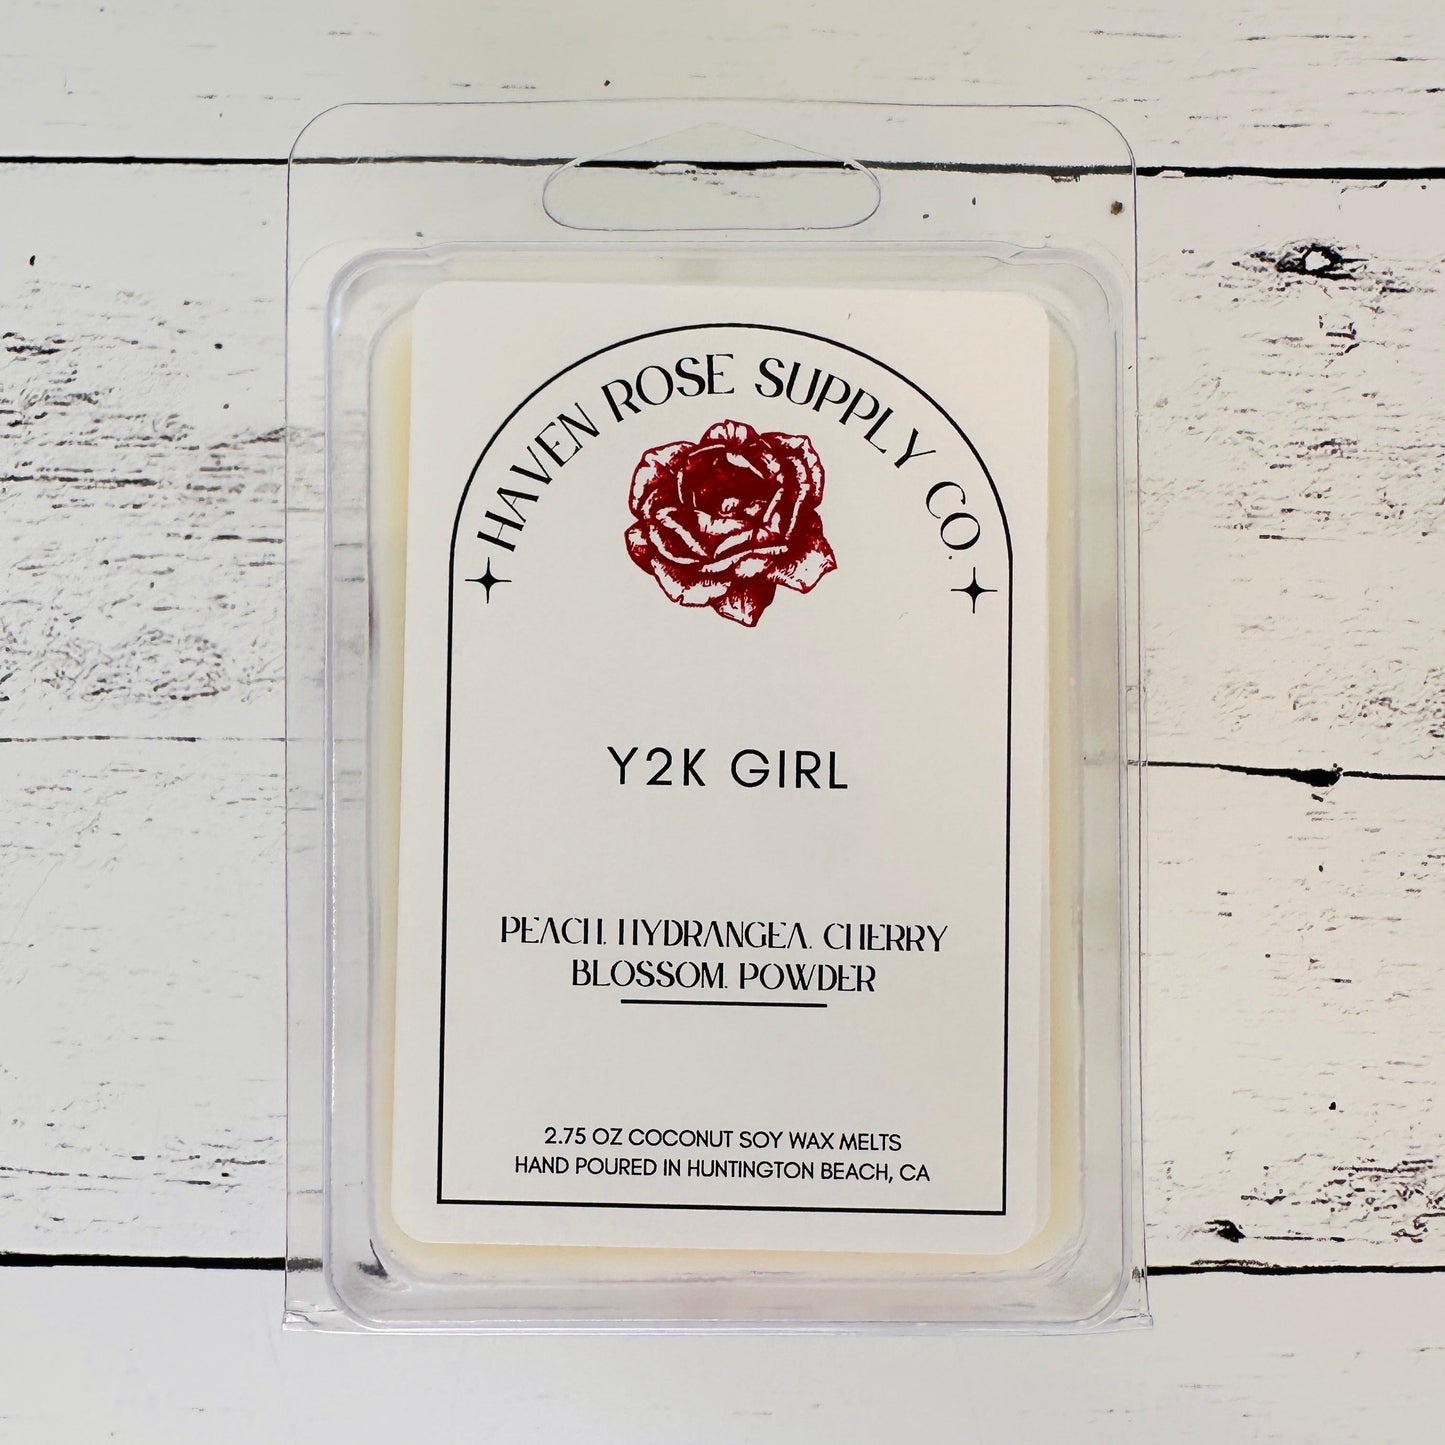 HAVEN ROSE SUPPLY CO.
Y2K GIRL
PEACH, HYDRANGEA, CHERRY
BLOSSOM, POWDER
2.75 OZ COCONUT SOY WAX MELTS
HAND POURED IN HUNTINGTON BEACH, CA